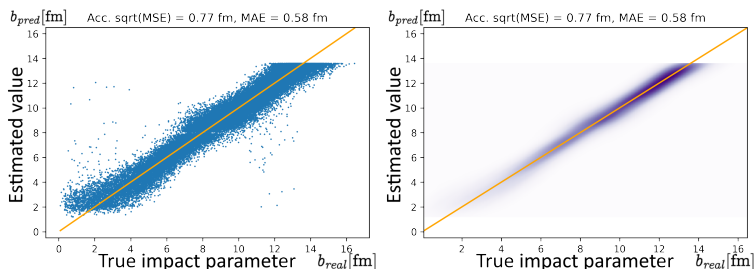 b_pred[fm] Acc. sqrt(MSE) = 0.77 fm, MAE = 0.58 fm
Estimated value
16
14
12
10
8
6
4
2
0
0 2 4 6 8 10 12 14 16
True impact parameter b_real[fm]
b_pred[fm] Acc. sqrt(MSE) = 0.77 fm, MAE = 0.58 fm
Estimated value
16
14
12
10
8
6
4
2
0
2 4 6 8 10 12 14 16
True impact parameter b_real[fm]